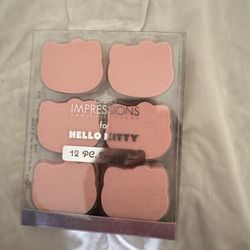 IMPRESSIONS
for
HELLO KITTY
12 PC.